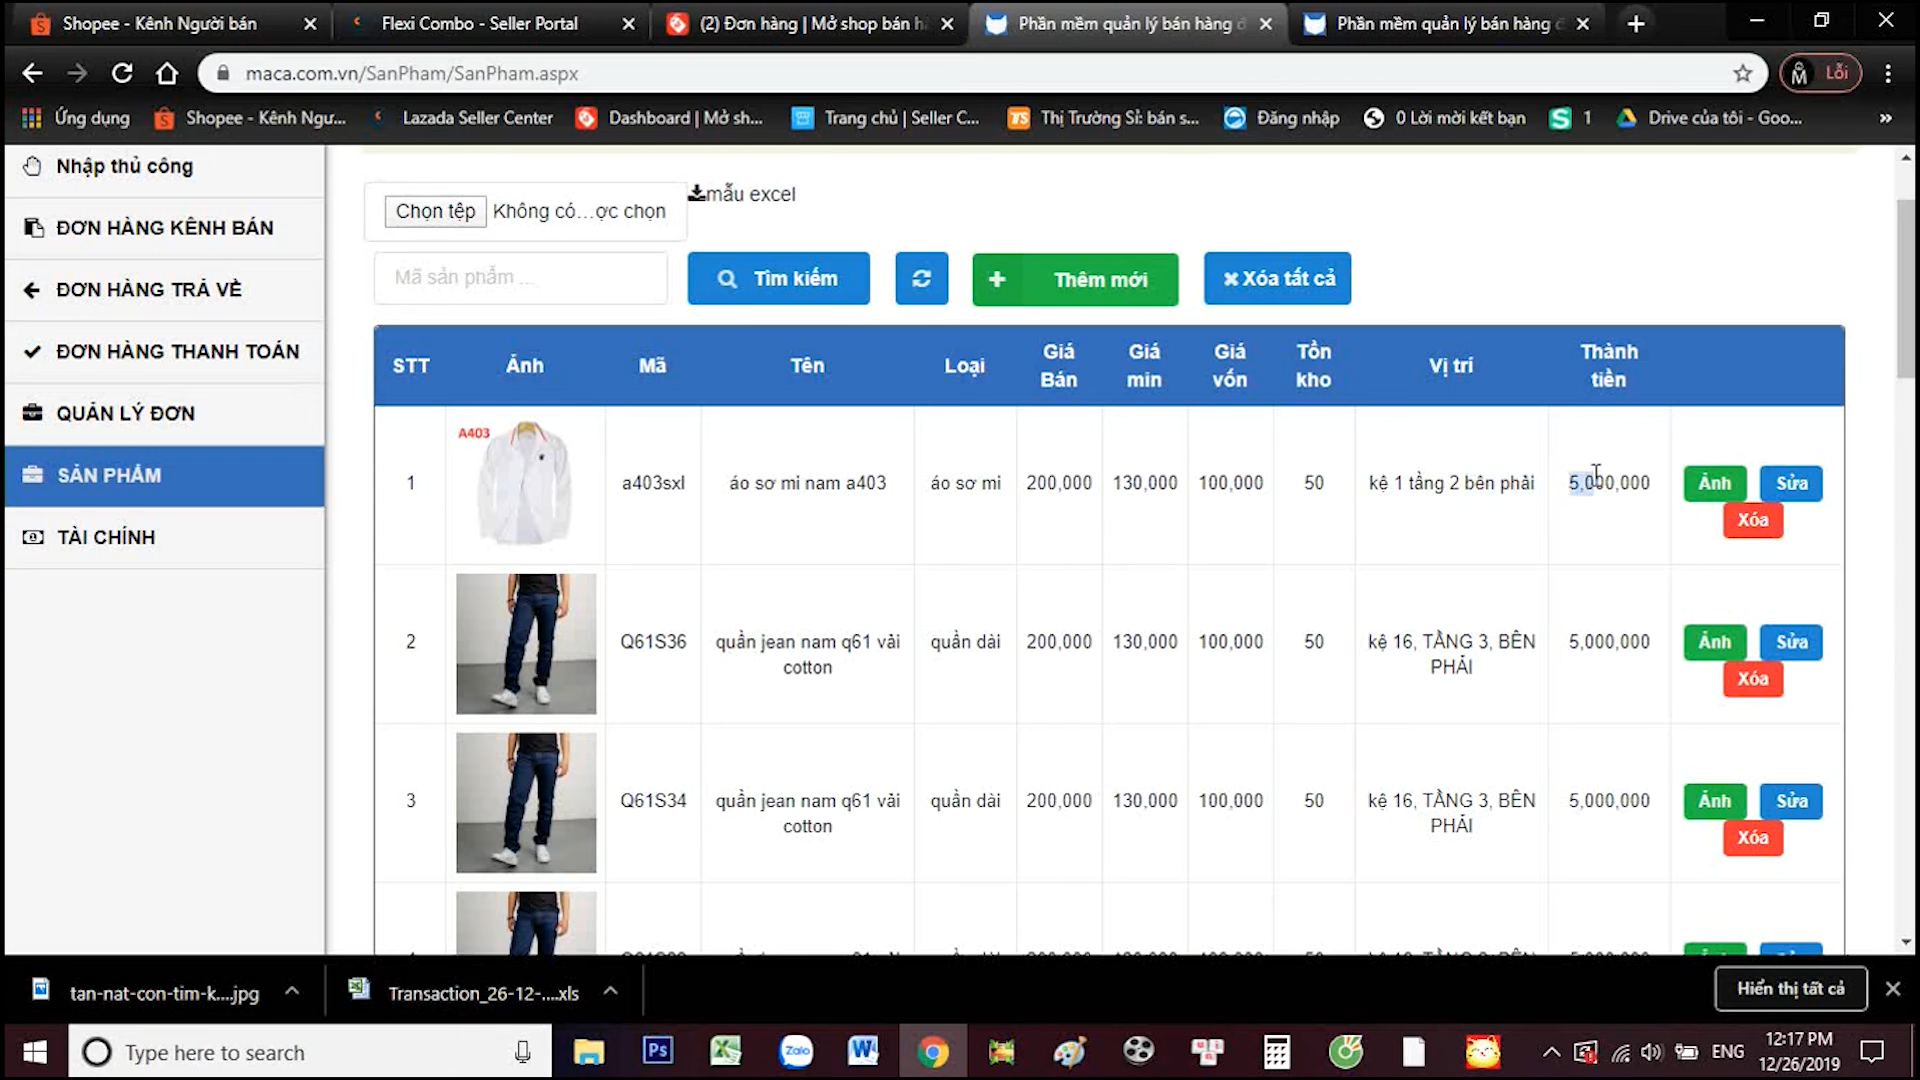 Shopee - Kênh Người bán
Flexi Combo - Seller Portal
(2) Đơn hàng | Mở shop bán h
Phần mềm quản lý bán hàng đ
Phần mềm quản lý bán hàng đ
maca.com.vn/SanPham/SanPham.aspx
Lỗi
Ứng dụng
Shopee - Kênh Ngư...
Lazada Seller Center
Dashboard | Mở sh...
Trang chủ | Seller C...
Thị Trường Sỉ: bán s...
Đăng nhập
0 Lời mời kết bạn
1
Drive của tôi - Goo...
Nhập thủ công
ĐƠN HÀNG KÊNH BÁN
ĐƠN HÀNG TRẢ VỀ
ĐƠN HÀNG THANH TOÁN
QUẢN LÝ ĐƠN
SẢN PHẨM
TÀI CHÍNH
Chọn tệp Không có...ợc chọn
mẫu excel
Mã sản phẩm ...
Tìm kiếm
Thêm mới
Xóa tất cả
STT Ảnh Mã Tên Loại Giá Bán Giá min Giá vốn Tồn kho Vị trí Thành tiền
A403
1 a403sxl áo sơ mi nam a403 áo sơ mi 200,000 130,000 100,000 50 kệ 1 tầng 2 bên phải 5,000,000 Ảnh Sửa
Xóa
2 Q61S36 quần jean nam q61 vải quần dài 200,000 130,000 100,000 50 kệ 16, TẦNG 3, BÊN 5,000,000 Ảnh Sửa
cotton PHẢI Xóa
3 Q61S34 quần jean nam q61 vải quần dài 200,000 130,000 100,000 50 kệ 16, TẦNG 3, BÊN 5,000,000 Ảnh Sửa
cotton PHẢI Xóa
tan-nat-con-tim-k....jpg
Transaction_26-12-....xls
Hiển thị tất cả
Type here to search
Ps
Zalo
ENG
12:17 PM
12/26/2019